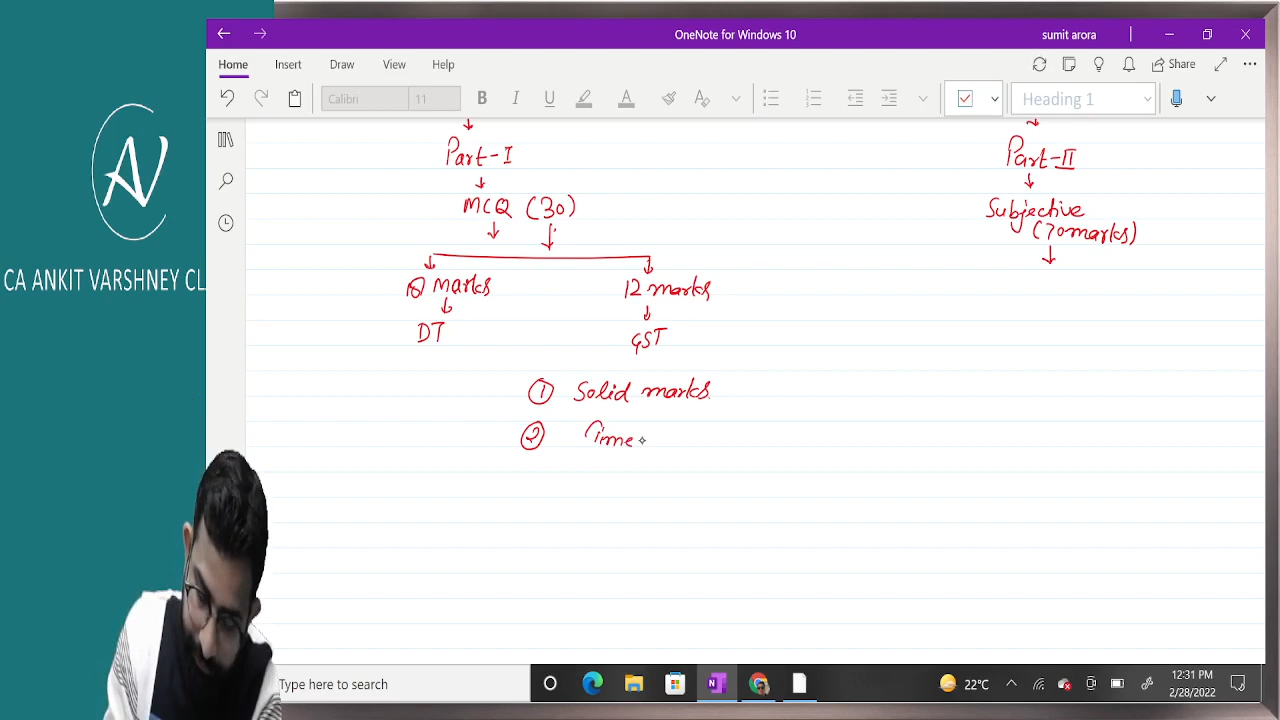 OneNote for Windows 10
sumit arora
Home Insert Draw View Help
Share
Calibri 11
B I U A
Heading 1
Part-I
Part-II
MCQ (30)
Subjective
(70marks)
18 marks
12 marks
DT
GST
① Solid marks
② Time
AV
CA ANKIT VARSHNEY CL
Type here to search
N
22°C
12:31 PM
2/28/2022